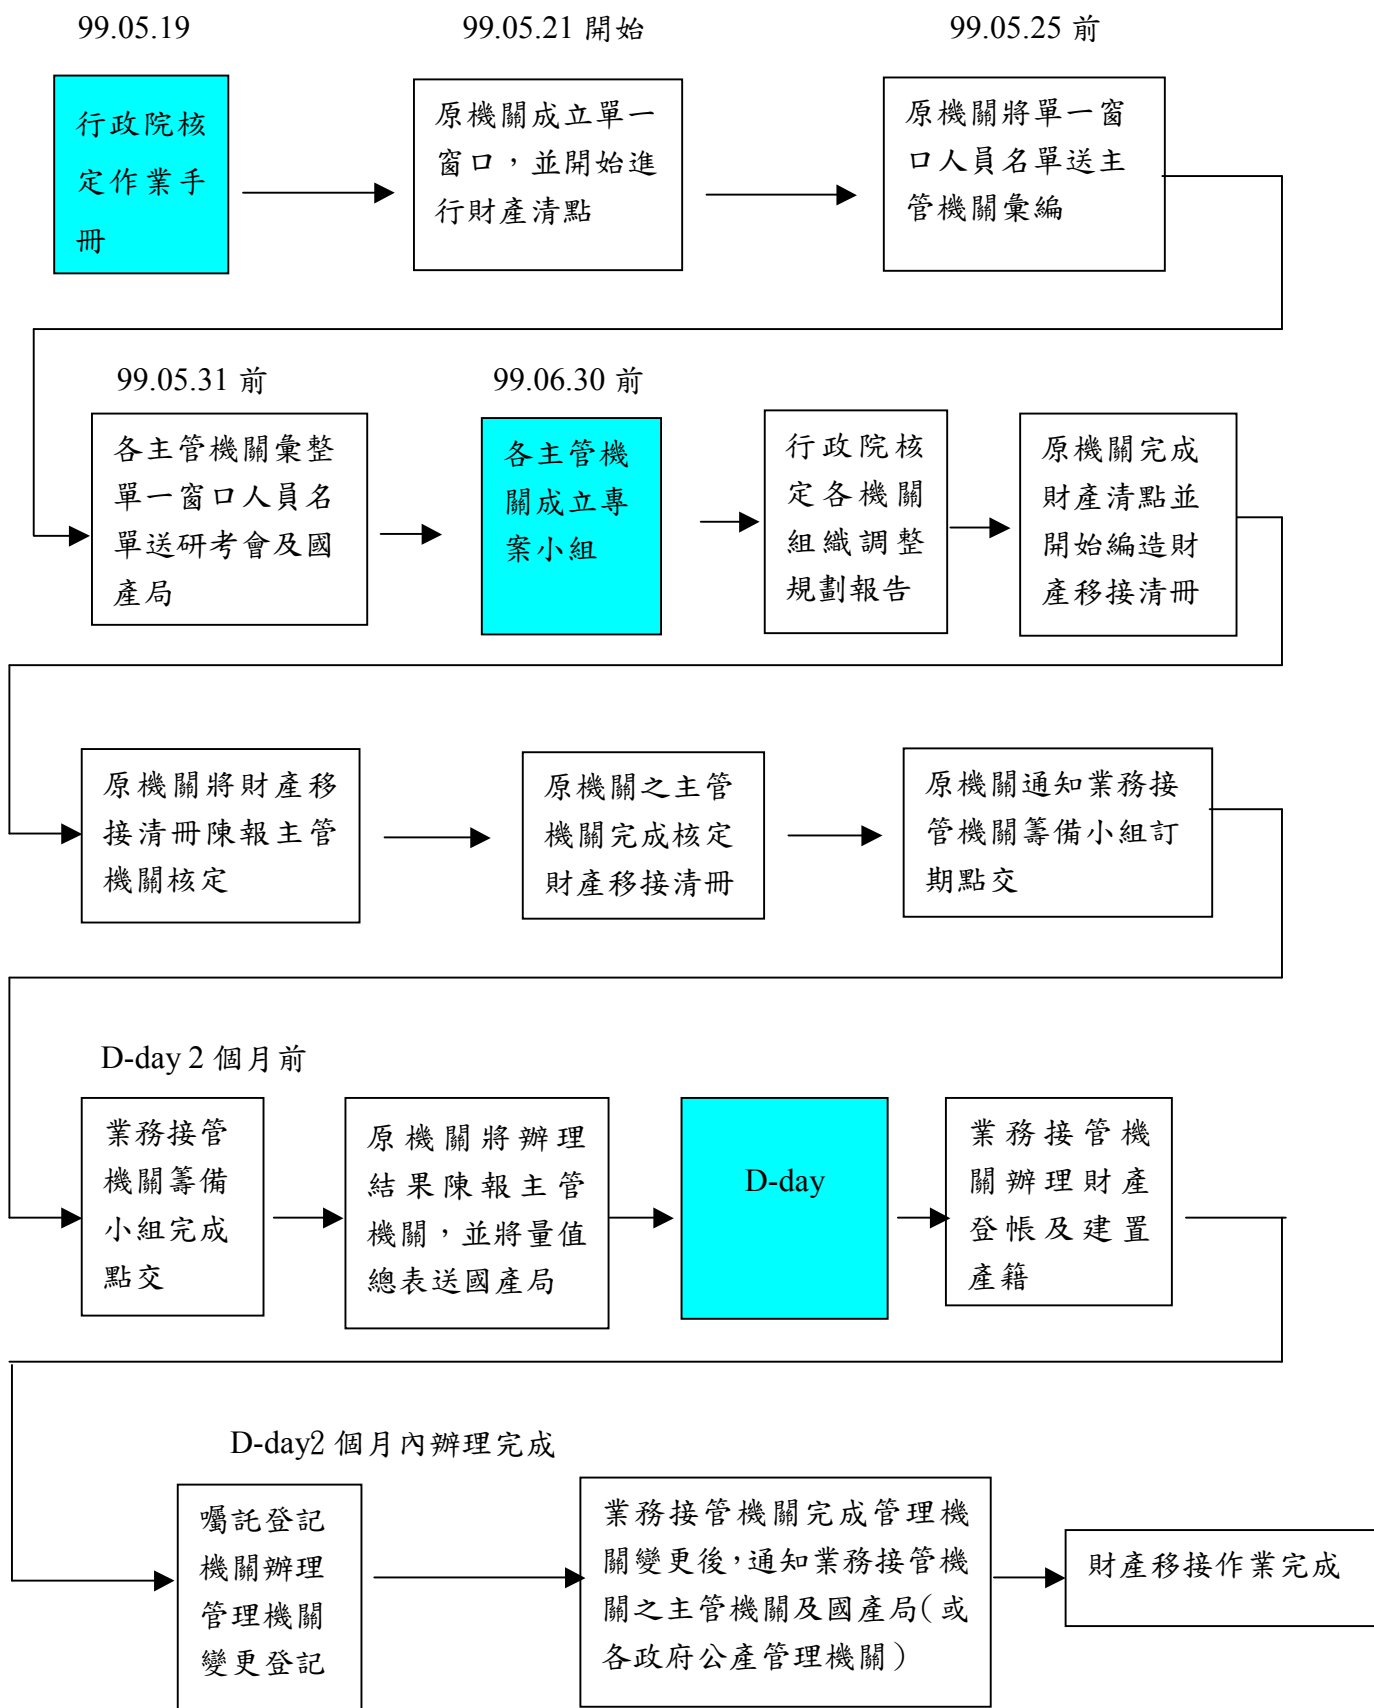 99.05.19
99.05.21 開始
99.05.25 前
行政院核
定作業手
冊
原機關成立單一
窗口，並開始進
行財產清點
原機關將單一窗
口人員名單送主
管機關彙編
99.05.31 前
99.06.30 前
各主管機關彙整
單一窗口人員名
單送研考會及國
產局
各主管機
關成立專
案小組
行政院核
定各機關
組織調整
規劃報告
原機關完成
財產清點並
開始編造財
產移接清冊
原機關將財產移
接清冊陳報主管
機關核定
原機關之主管
機關完成核定
財產移接清冊
原機關通知業務接
管機關籌備小組訂
期點交
D-day 2 個月前
業務接管
機關籌備
小組完成
點交
原機關將辦理
結果陳報主管
機關，並將量值
總表送國產局
D-day
業務接管機
關辦理財產
登帳及建置
產籍
D-day2 個月內辦理完成
囑託登記
機關辦理
管理機關
變更登記
業務接管機關完成管理機
關變更後，通知業務接管機
關之主管機關及國產局（或
各政府公產管理機關）
財產移接作業完成